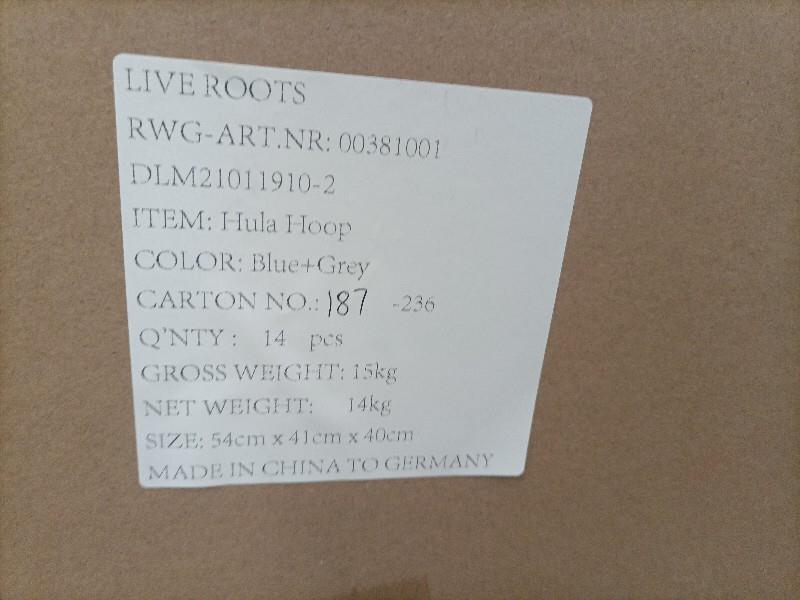 LIVE ROOTS
RWG-ART.NR: 00381001
DLM21011910-2
ITEM: Hula Hoop
COLOR: Blue+Grey
CARTON NO.: 187 -236
Q'NTY : 14 pcs
GROSS WEIGHT: 15kg
NET WEIGHT: 14kg
SIZE: 54cm x 41cm x 40cm
MADE IN CHINA TO GERMANY